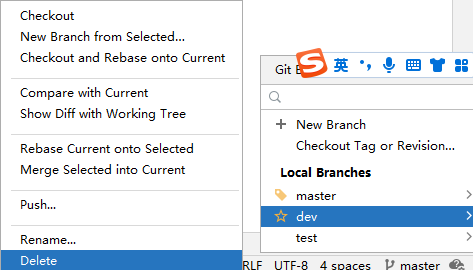 Checkout
New Branch from Selected...
Checkout and Rebase onto Current
Compare with Current
Show Diff with Working Tree
Rebase Current onto Selected
Merge Selected into Current
Push...
Rename...
Delete
Git B
S 英
New Branch
Checkout Tag or Revision...
Local Branches
master
dev
test
RLF UTF-8 4 spaces master